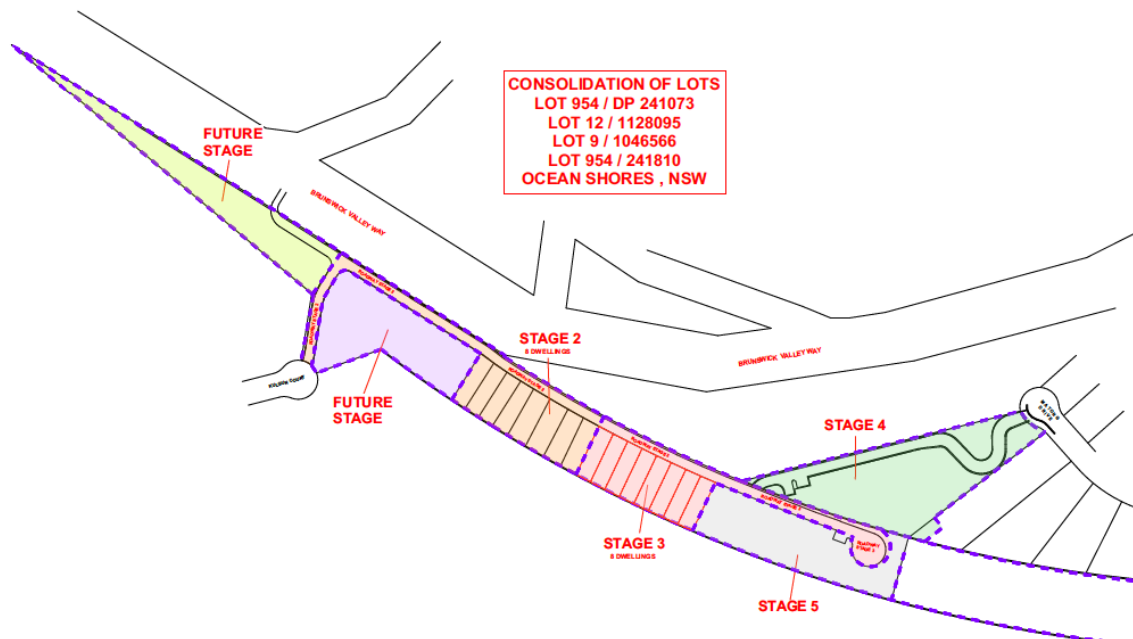 CONSOLIDATION OF LOTS
LOT 954 / DP 241073
LOT 12 / 1128095
LOT 9 / 1046566
LOT 954 / 241810
OCEAN SHORES , NSW
FUTURE
STAGE
BRUNSWICK VALLEY WAY
STAGE 2
8 DWELLINGS
BRUNSWICK VALLEY WAY
FUTURE
STAGE
STAGE 4
STAGE 3
8 DWELLINGS
STAGE 5